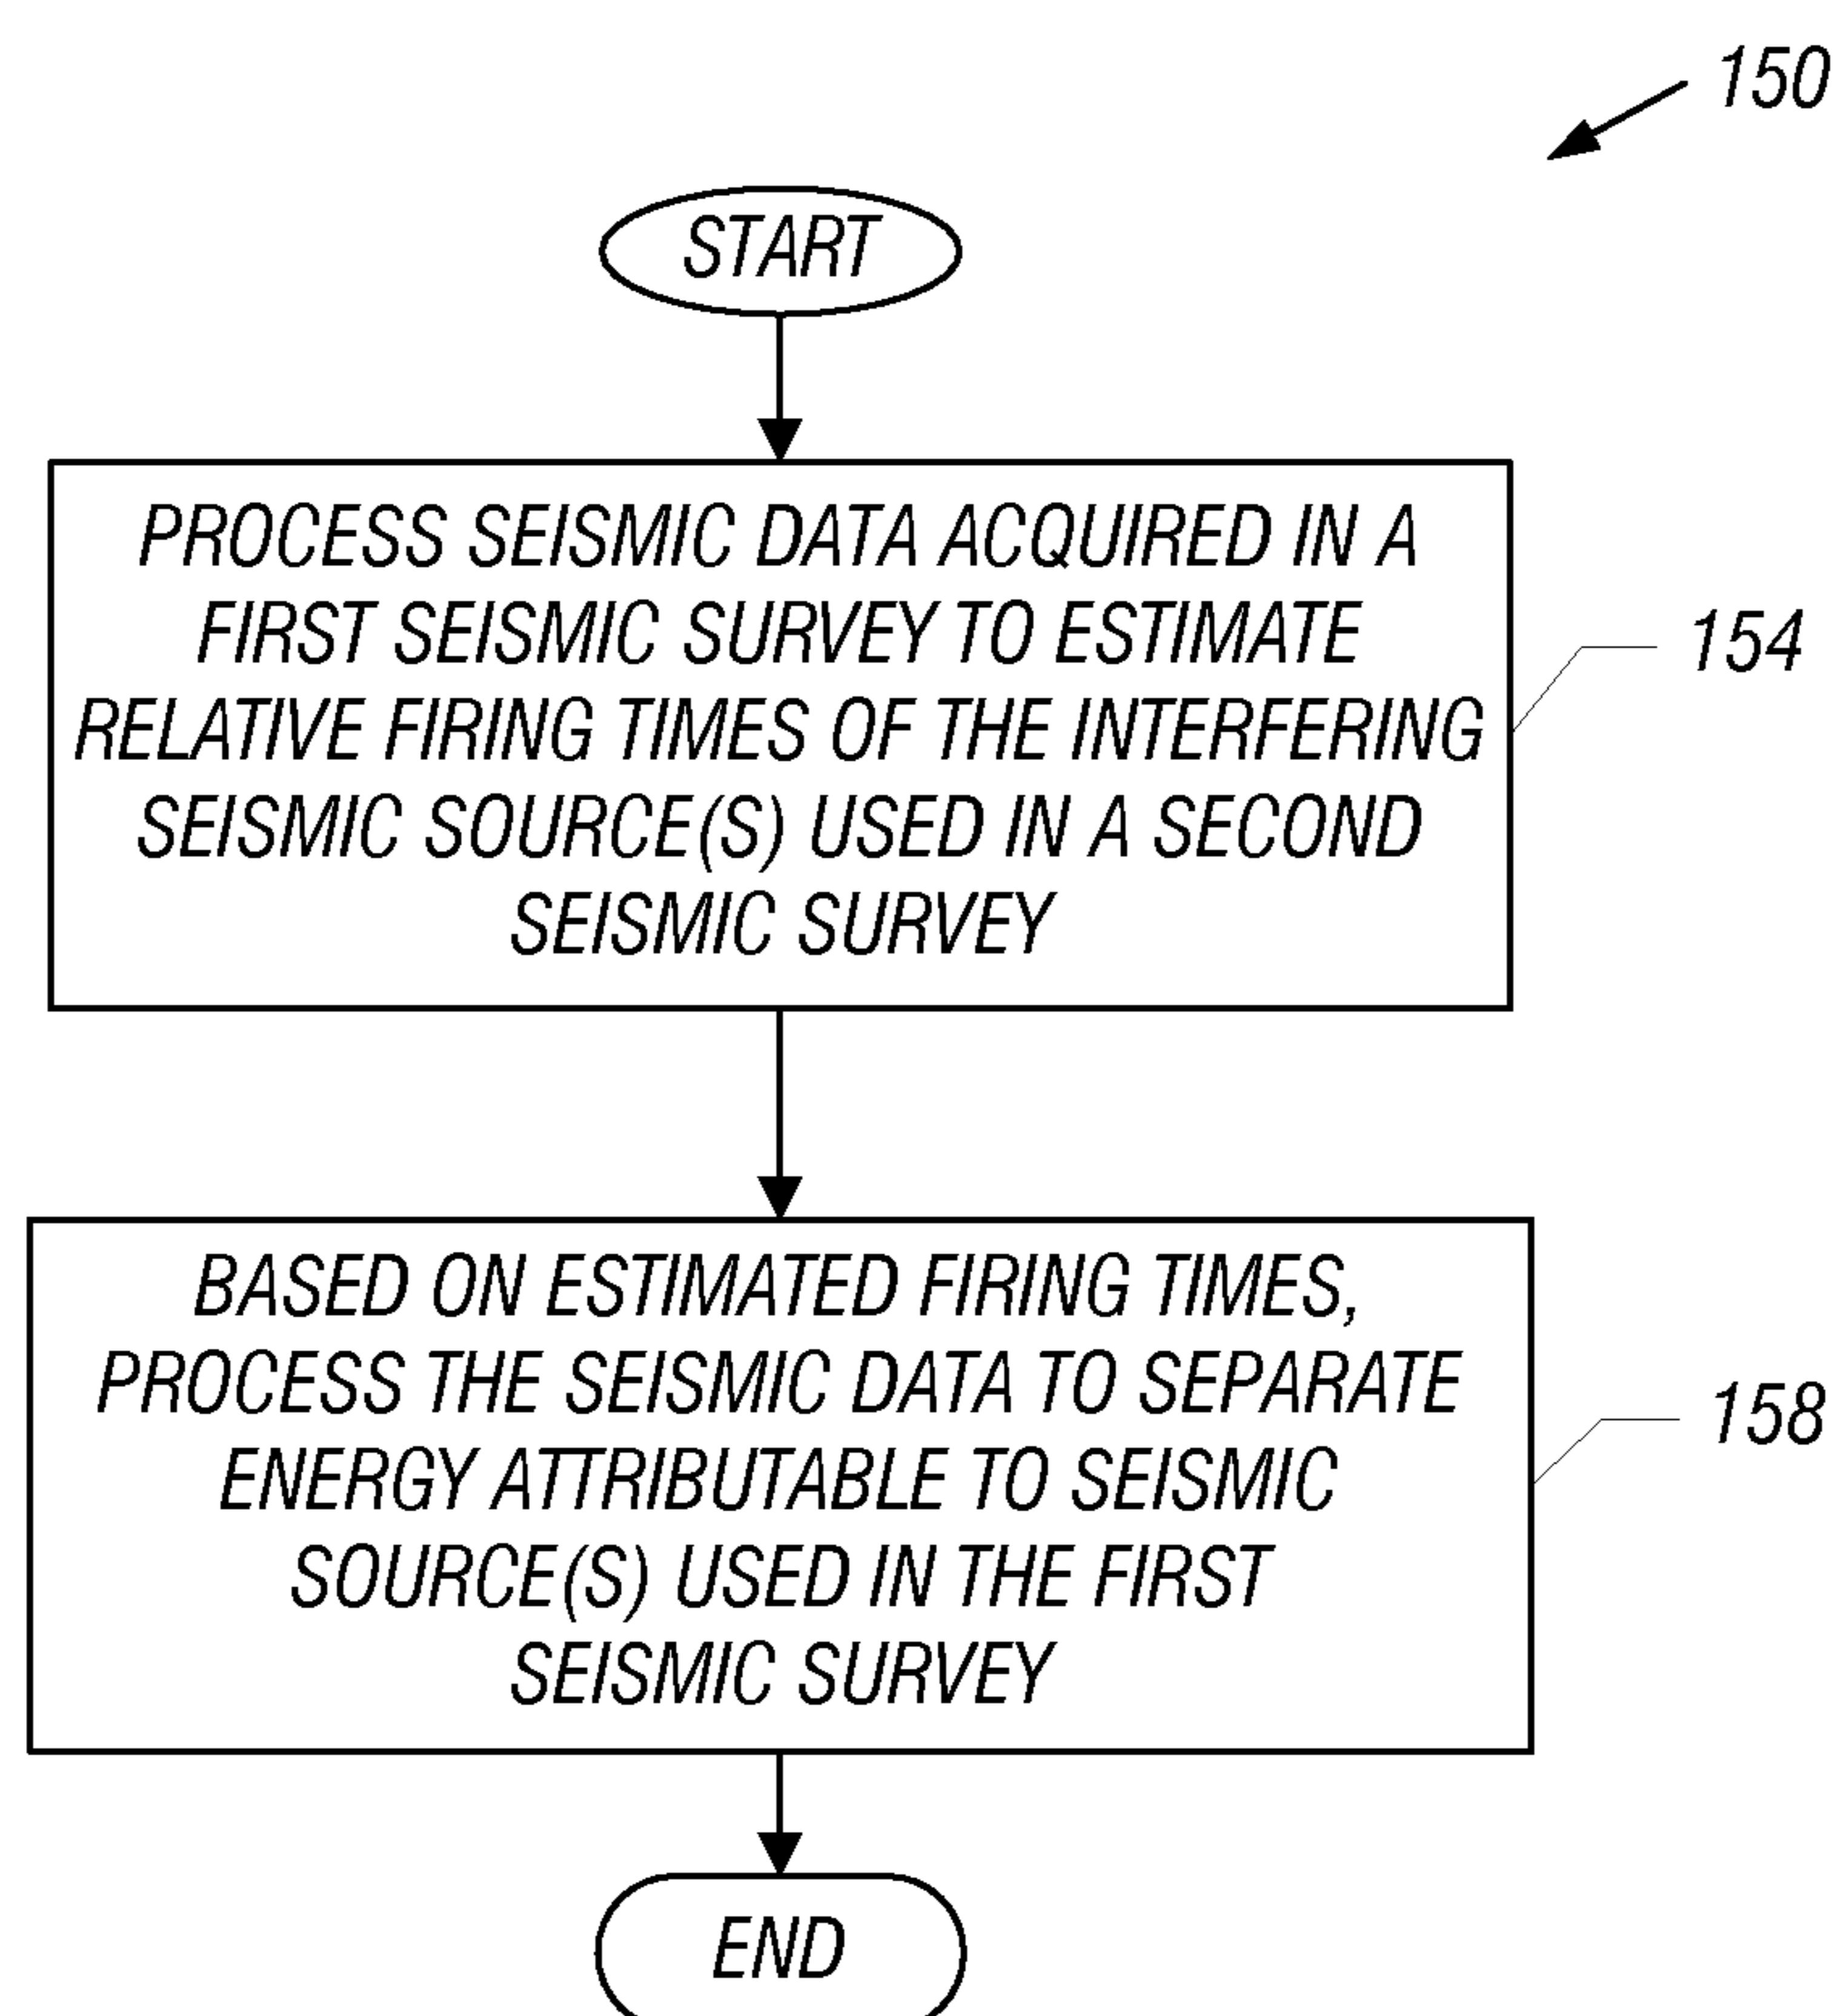 150
START
PROCESS SEISMIC DATA ACQUIRED IN A
FIRST SEISMIC SURVEY TO ESTIMATE
RELATIVE FIRING TIMES OF THE INTERFERING
SEISMIC SOURCE(S) USED IN A SECOND
SEISMIC SURVEY
154
BASED ON ESTIMATED FIRING TIMES,
PROCESS THE SEISMIC DATA TO SEPARATE
ENERGY ATTRIBUTABLE TO SEISMIC
SOURCE(S) USED IN THE FIRST
SEISMIC SURVEY
158
END